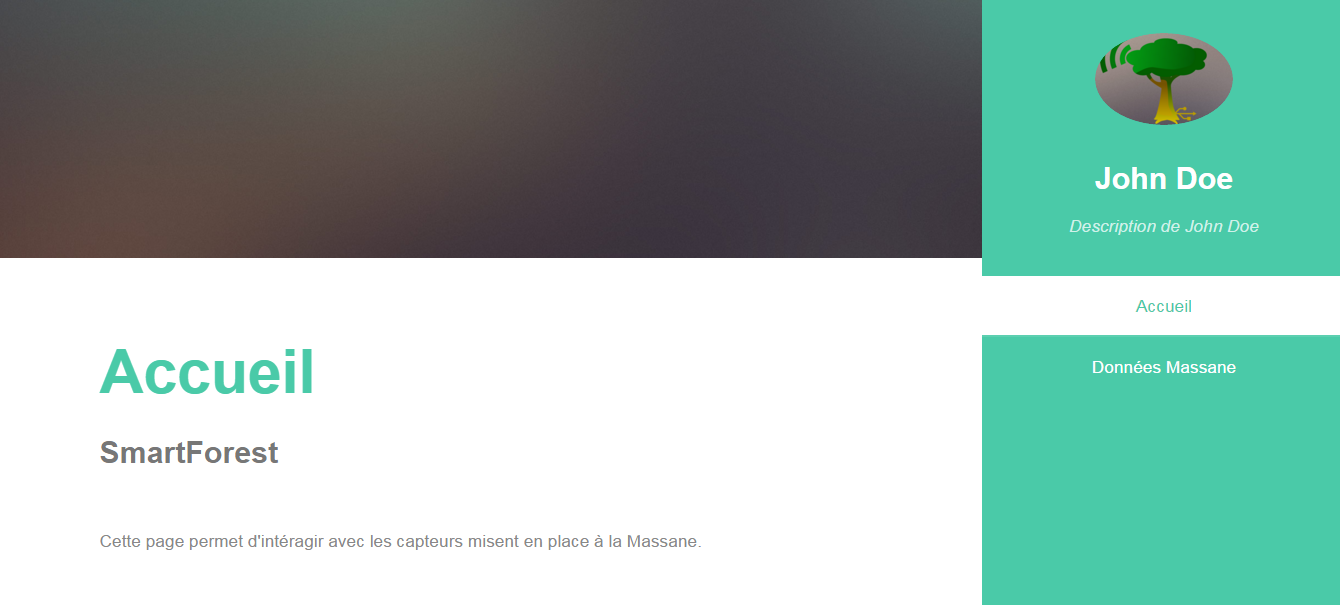 John Doe
Description de John Doe
Accueil
Données Massane
Accueil
SmartForest
Cette page permet d'intéragir avec les capteurs misent en place à la Massane.